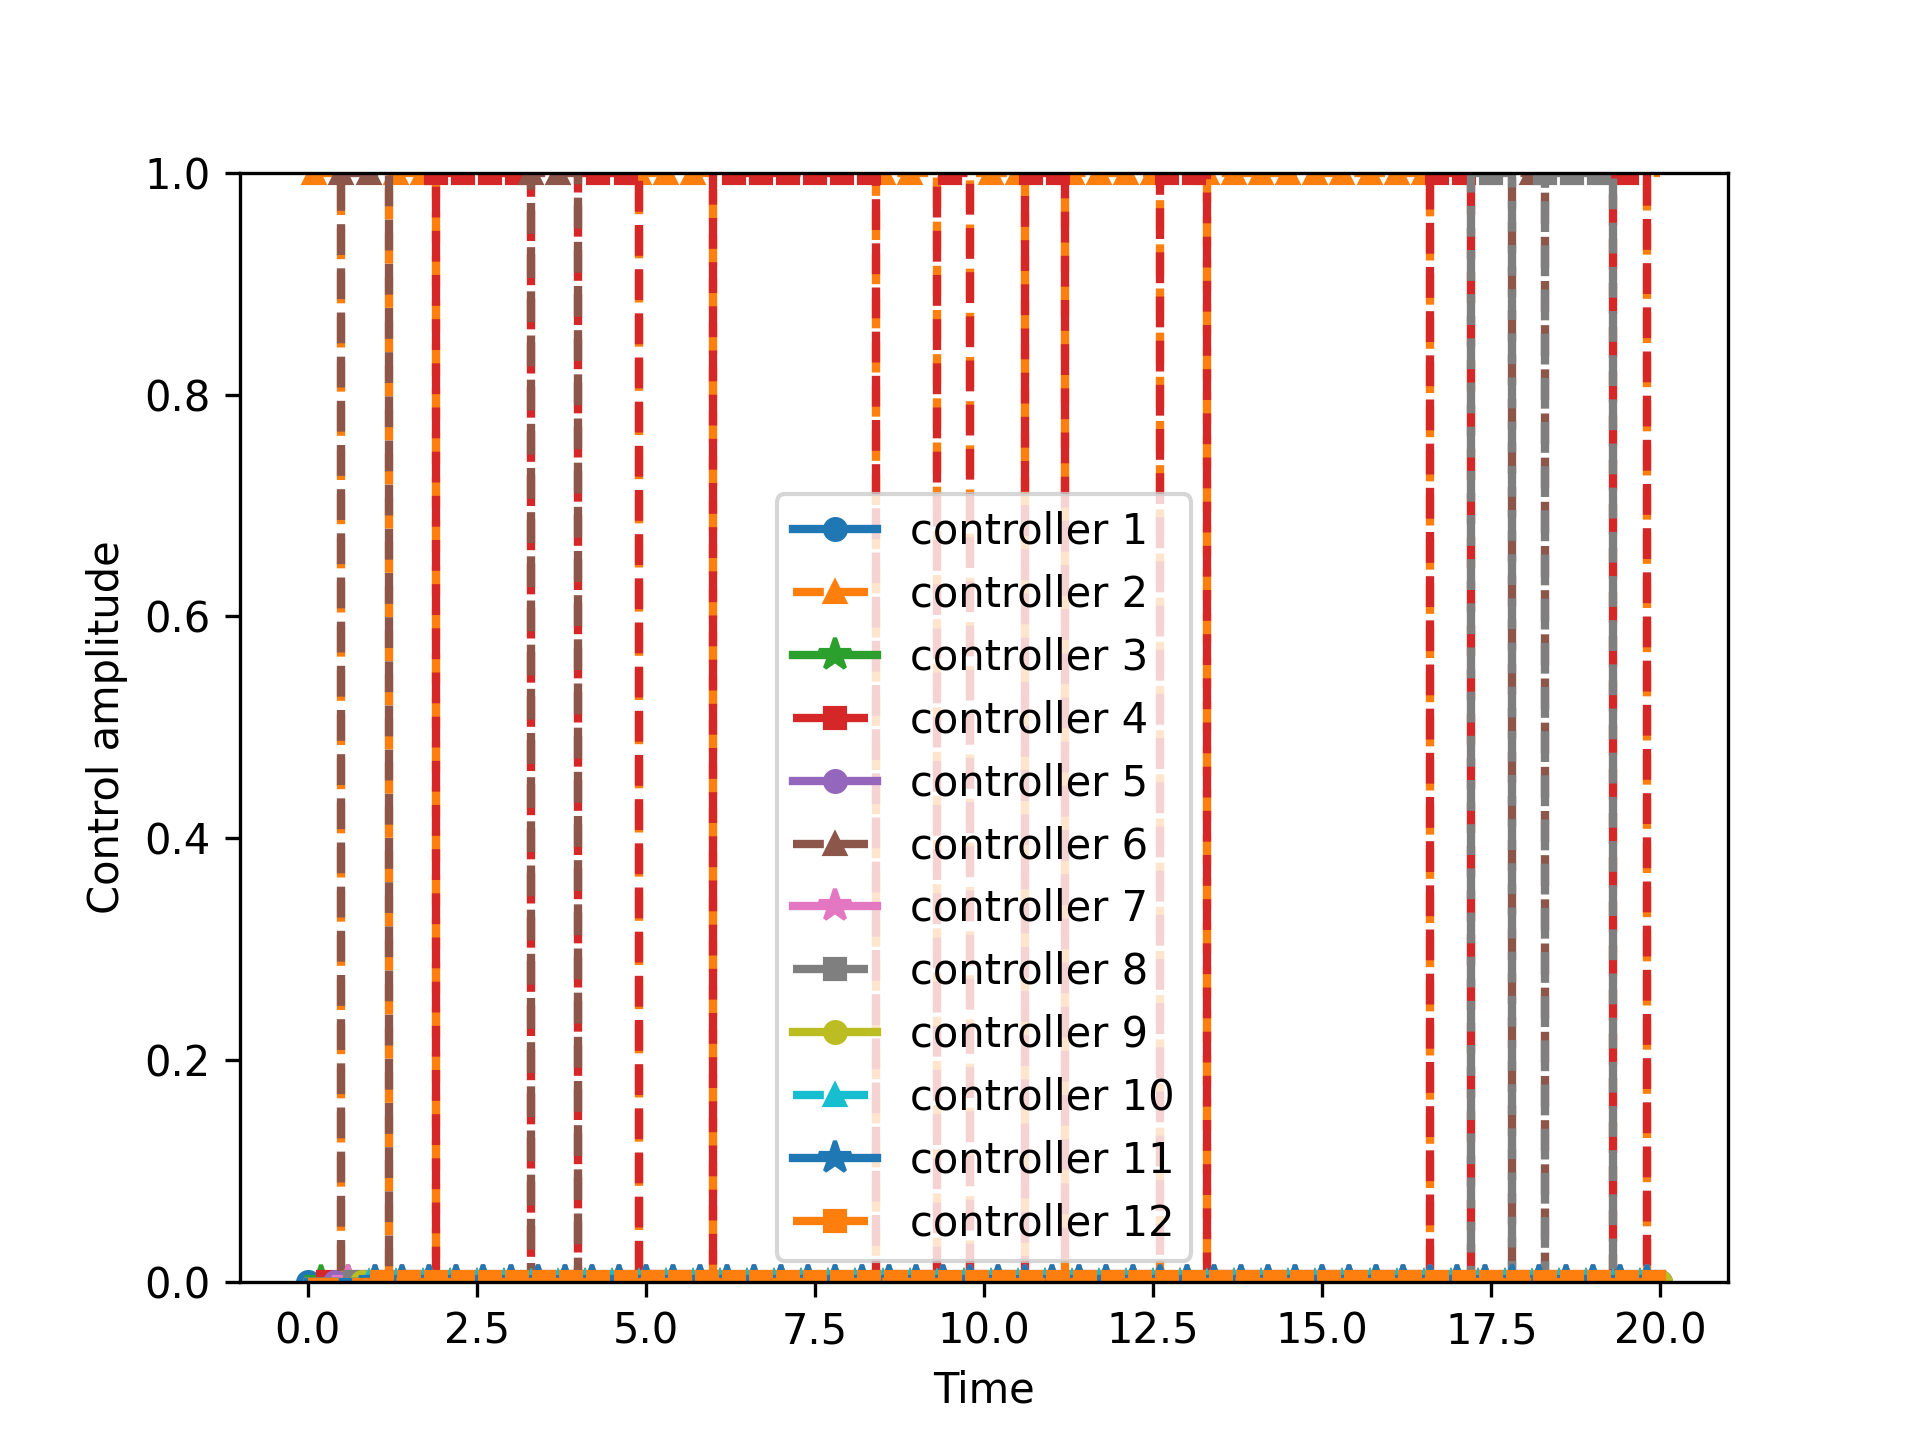 1.0
0.8
0.6
0.4
0.2
0.0
Control amplitude
controller 1
controller 2
controller 3
controller 4
controller 5
controller 6
controller 7
controller 8
controller 9
controller 10
controller 11
controller 12
0.0 2.5 5.0 7.5 10.0 12.5 15.0 17.5 20.0
Time